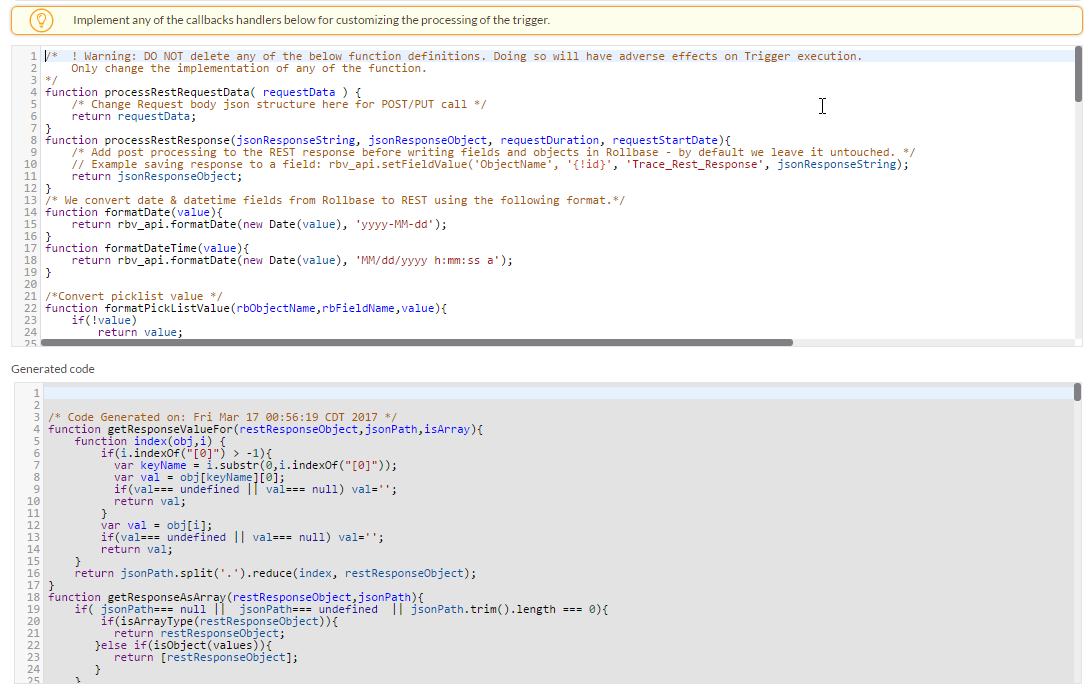 Implement any of the callbacks handlers below for customizing the processing of the trigger.
1 /*  ! Warning: DO NOT delete any of the below function definitions. Doing so will have adverse effects on Trigger execution.
2     Only change the implementation of any of the function.
3 */
4 function processRestRequestData( requestData ) {
5     /* Change Request body json structure here for POST/PUT call */
6     return requestData;
7 }
8 function processRestResponse(jsonResponseString, jsonResponseObject, requestDuration, requestStartDate){
9     /* Add post processing to the REST response before writing fields and objects in Rollbase - by default we leave it untouched. */
10     // Example saving response to a field: rbv_api.setFieldValue('ObjectName', '{!id}', 'Trace_Rest_Response', jsonResponseString);
11     return jsonResponseObject;
12 }
13 /* We convert date & datetime fields from Rollbase to REST using the following format.*/
14 function formatDate(value){
15     return rbv_api.formatDate(new Date(value), 'yyyy-MM-dd');
16 }
17 function formatDateTime(value){
18     return rbv_api.formatDate(new Date(value), 'MM/dd/yyyy h:mm:ss a');
19 }
20
21 /*Convert picklist value */
22 function formatPickListValue(rbObjectName,rbFieldName,value){
23     if(!value)
24         return value;
25
Generated code
1
2
3 /* Code Generated on: Fri Mar 17 00:56:19 CDT 2017 */
4 function getResponseValueFor(restResponseObject,jsonPath,isArray){
5     function index(obj,i) {
6         if(i.indexOf("[0]") > -1){
7           var keyName = i.substr(0,i.indexOf("[0]"));
8           var val = obj[keyName][0];
9           if(val=== undefined || val=== null) val='';
10           return val;
11         }
12         var val = obj[i];
13         if(val=== undefined || val=== null) val='';
14         return val;
15     }
16     return jsonPath.split('.').reduce(index, restResponseObject);
17 }
18 function getResponseAsArray(restResponseObject,jsonPath){
19     if( jsonPath=== null ||  jsonPath=== undefined  || jsonPath.trim().length === 0){
20         if(isArrayType(restResponseObject)){
21           return restResponseObject;
22        }else if(isObject(values)){
23           return [restResponseObject];
24        }
25     }